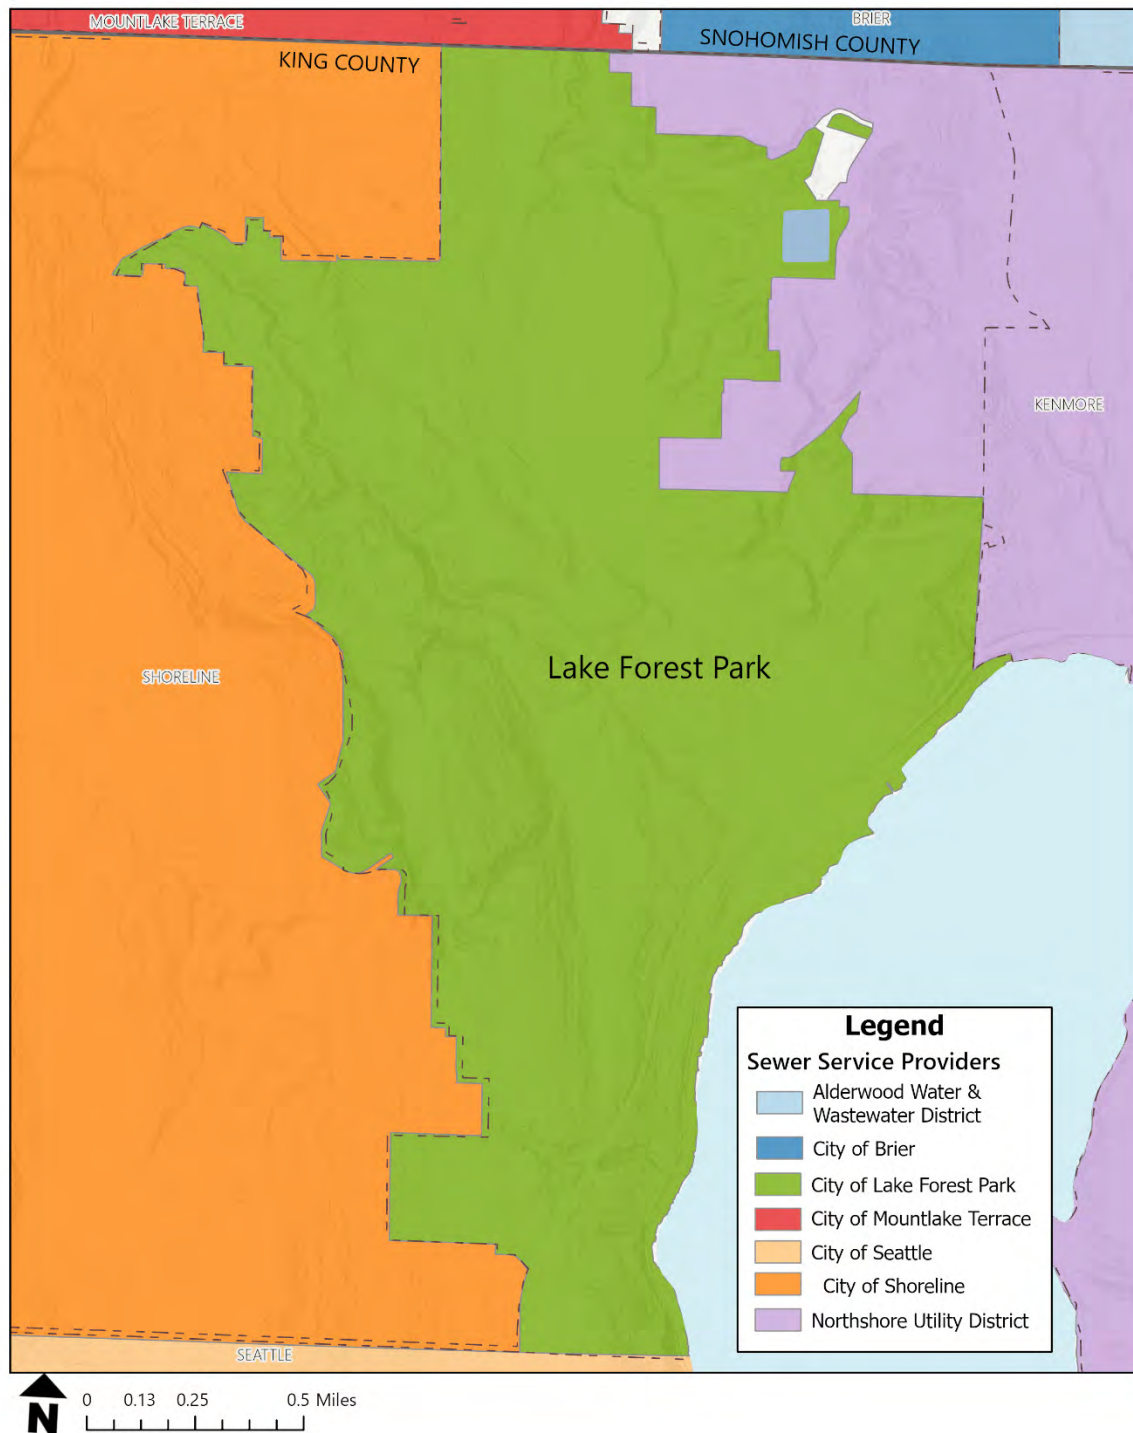 MOUNTLAKE TERRACE
BRIER
SNOHOMISH COUNTY
KING COUNTY
KENMORE
Lake Forest Park
SHORELINE
Legend
Sewer Service Providers
Alderwood Water &
Wastewater District
City of Brier
City of Lake Forest Park
City of Mountlake Terrace
City of Seattle
City of Shoreline
Northshore Utility District
SEATTLE
N
0 0.13 0.25 0.5 Miles